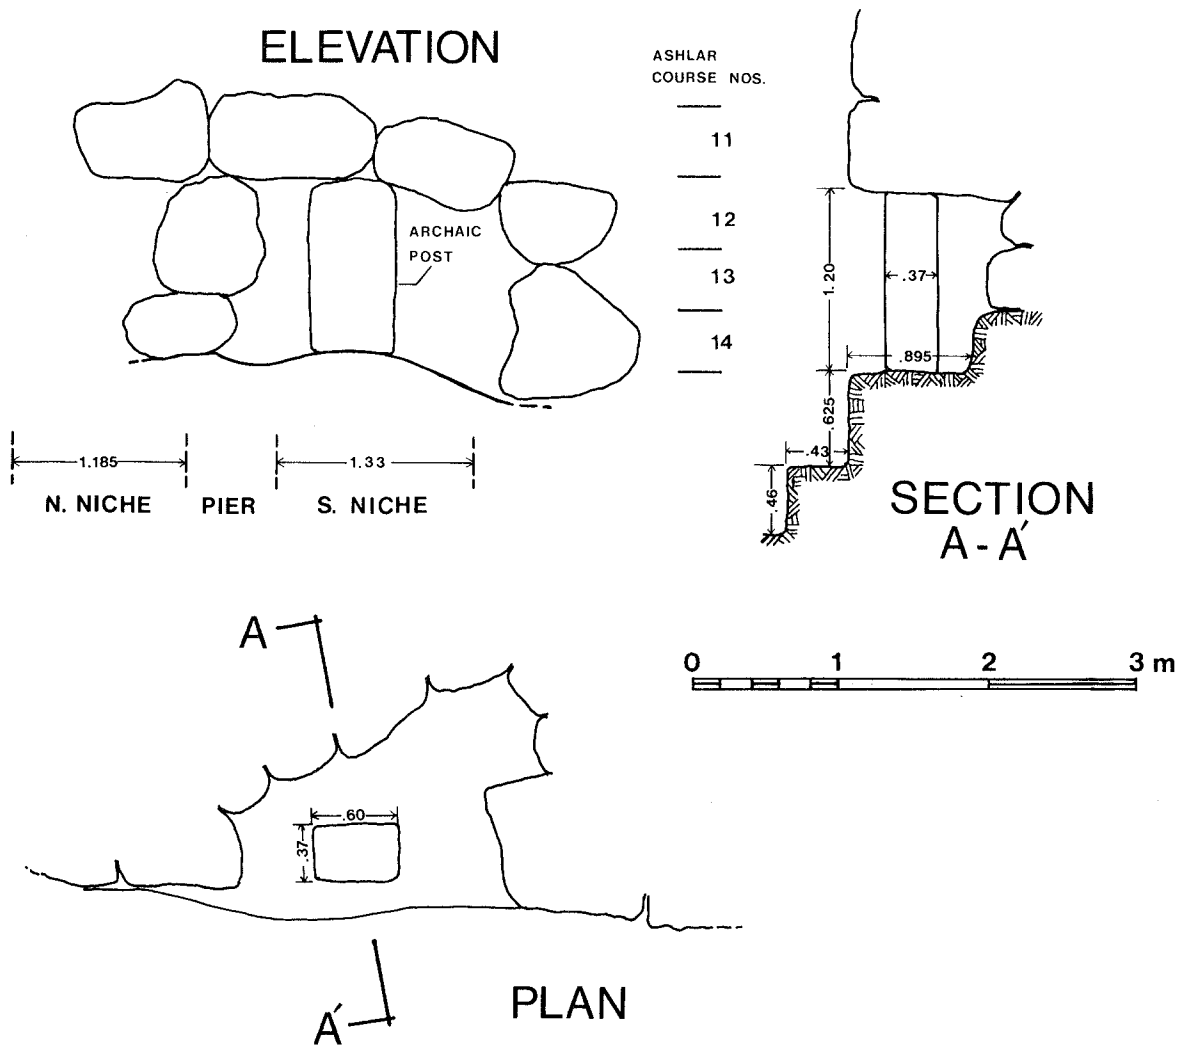 ELEVATION
ASHLAR
COURSE NOS.
11
12
13
14
ARCHAIC
POST
1.185
1.33
N. NICHE PIER S. NICHE
1.20
.37
.895
.625
.43
.46
SECTION
A - A'
A
0 1 2 3 m
.60
.37
A'
PLAN